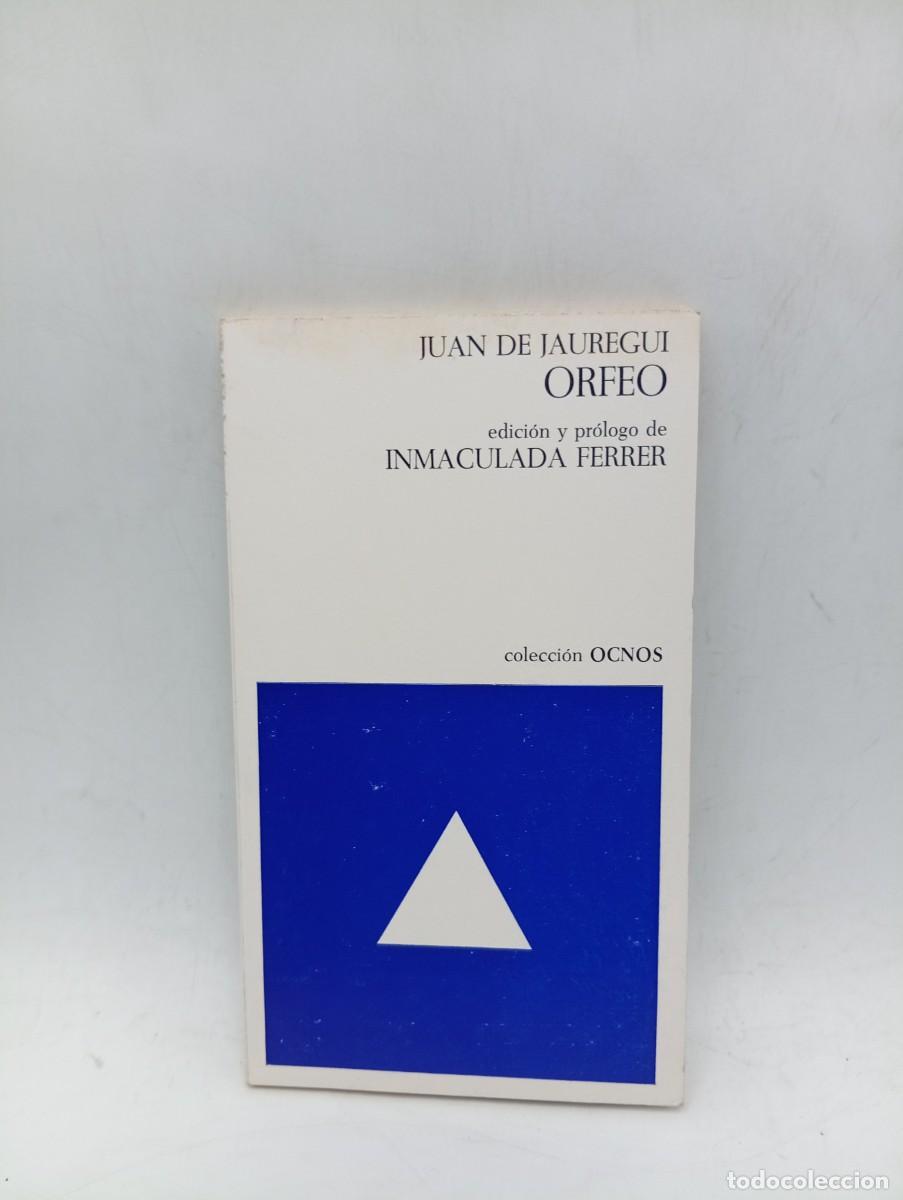 JUAN DE JAUREGUI
ORFEO
edición y prólogo de
INMACULADA FERRER
colección OCNOS
todocoleccion